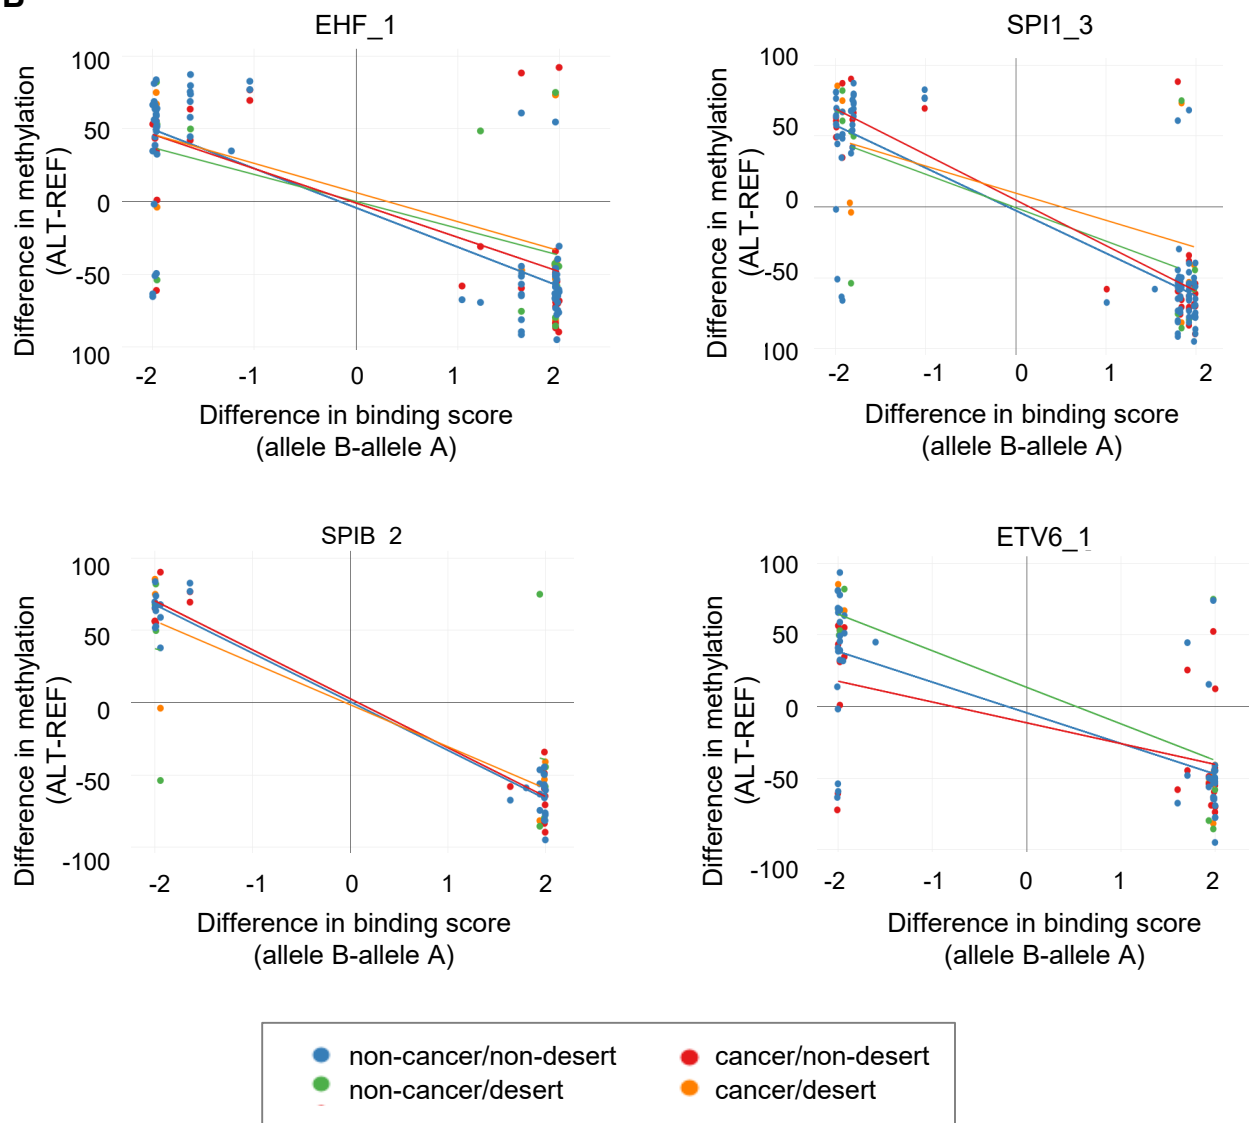 B
EHF_1
Difference in methylation
(ALT-REF)
100
50
0
-50
100
-2 -1 0 1 2
Difference in binding score
(allele B-allele A)
SPI1_3
Difference in methylation
(ALT-REF)
100
50
0
-50
100
-2 -1 0 1 2
Difference in binding score
(allele B-allele A)
SPIB 2
Difference in methylation
(ALT-REF)
100
50
0
-50
-100
-2 -1 0 1 2
Difference in binding score
(allele B-allele A)
ETV6_1
Difference in methylation
(ALT-REF)
100
50
0
-50
-100
-2 -1 0 1 2
Difference in binding score
(allele B-allele A)
non-cancer/non-desert
cancer/non-desert
non-cancer/desert
cancer/desert